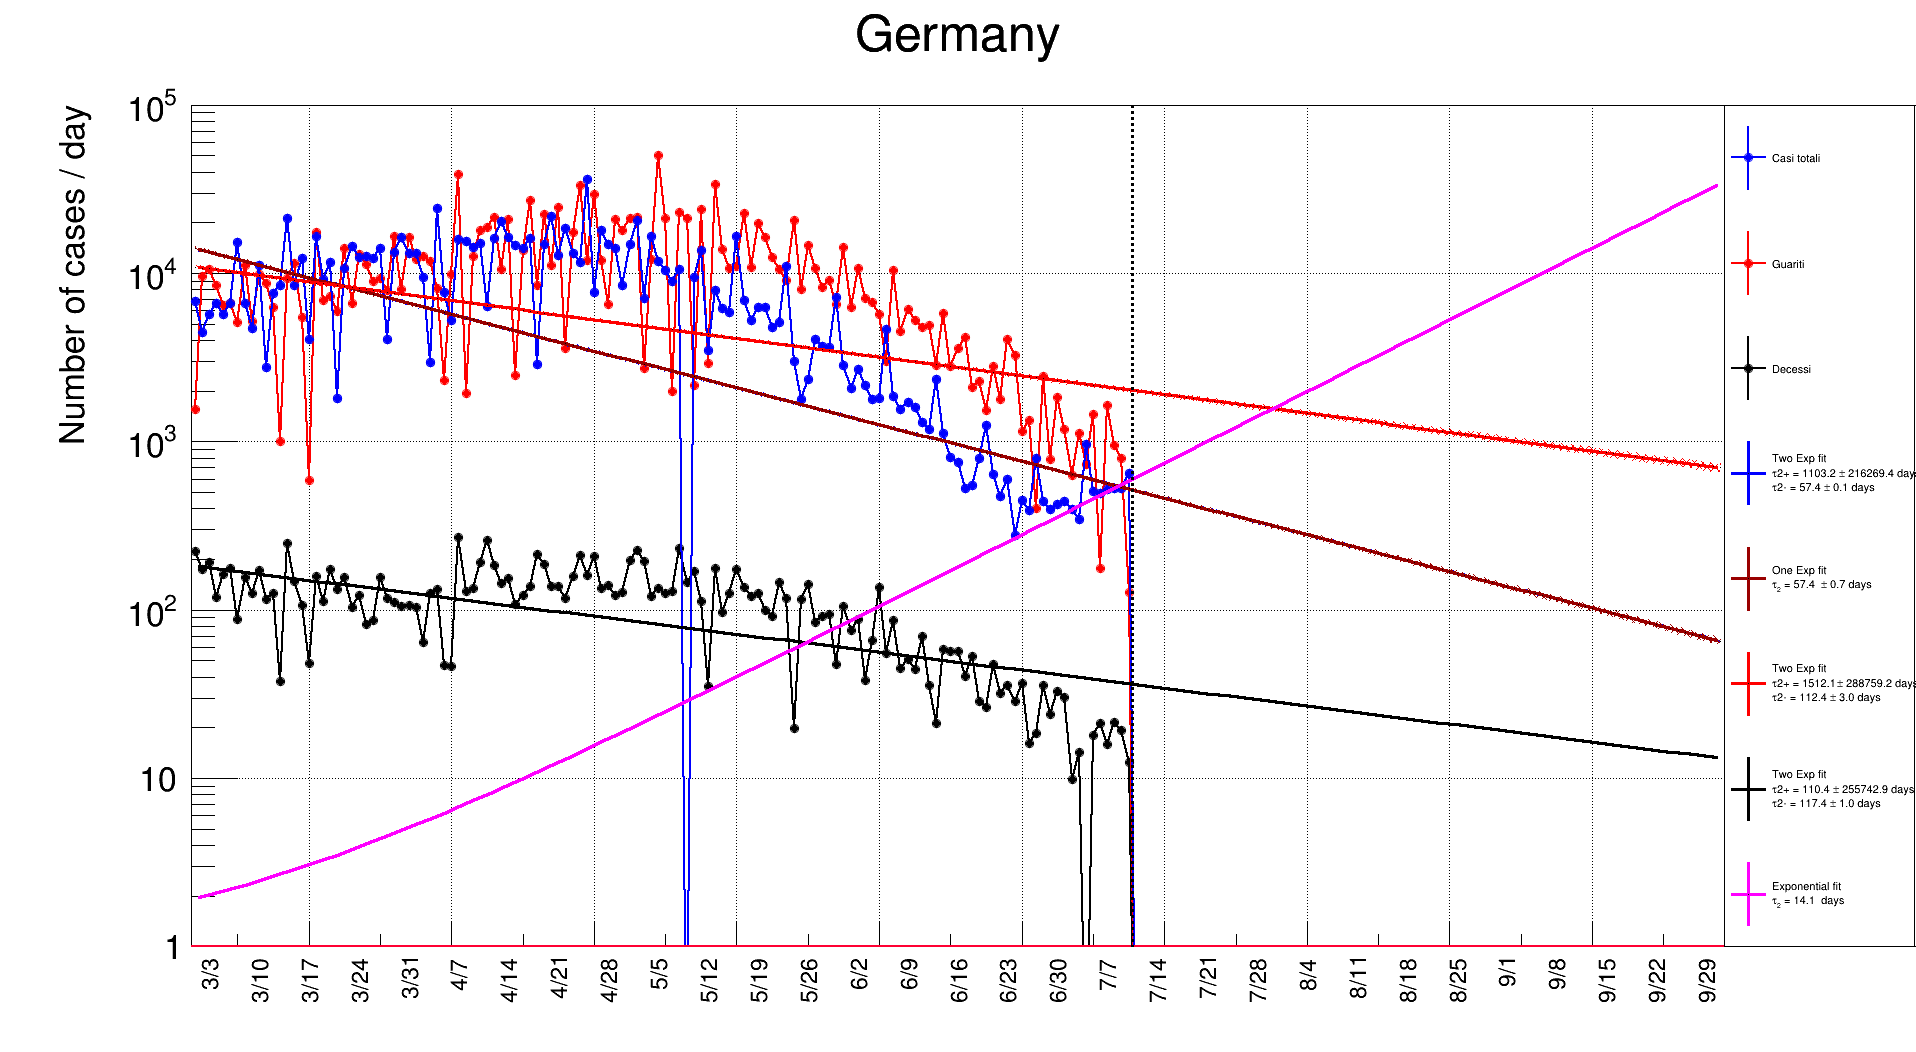 Germany
Number of cases / day
10^5
10^4
10^3
10^2
10
1
3/3 3/10 3/17 3/24 3/31 4/7 4/14 4/21 4/28 5/5 5/12 5/19 5/26 6/2 6/9 6/16 6/23 6/30 7/7 7/14 7/21 7/28 8/4 8/11 8/18 8/25 9/1 9/8 9/15 9/22 9/29
Casi totali
Guariti
Decessi
Two Exp fit
τ2+ = 1103.2 ± 216269.4 days
τ2- = 57.4 ± 0.1 days
One Exp fit
τ₂ = 57.4 ± 0.7 days
Two Exp fit
τ2+ = 1512.1 ± 288759.2 days
τ2- = 112.4 ± 3.0 days
Two Exp fit
τ2+ = 110.4 ± 255742.9 days
τ2- = 117.4 ± 1.0 days
Exponential fit
τ₂ = 14.1 days